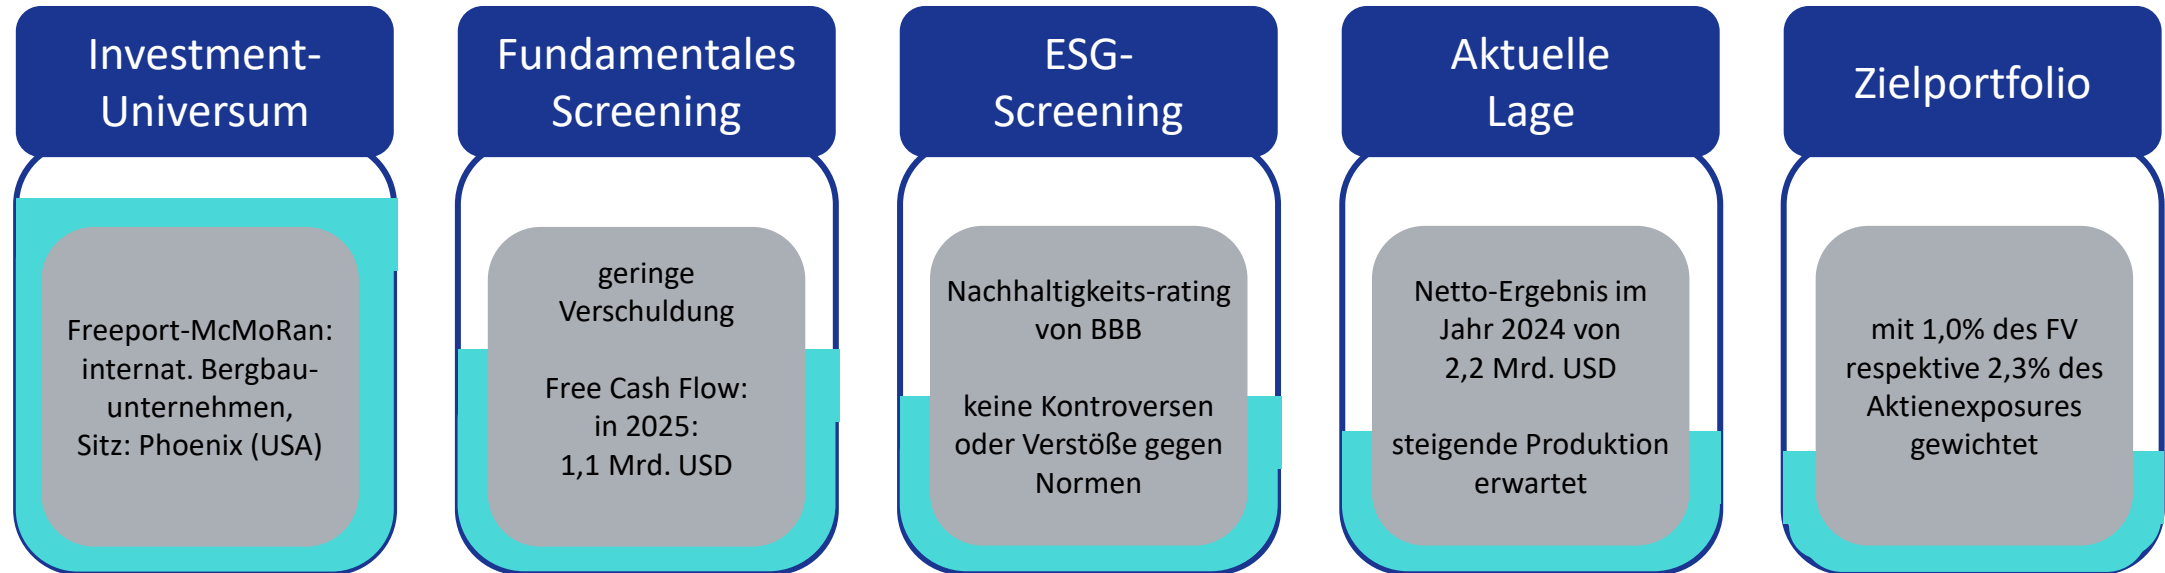 Investment-
Universum
Freeport-McMoRan:
internat. Bergbau-
unternehmen,
Sitz: Phoenix (USA)
Fundamentales
Screening
geringe
Verschuldung
Free Cash Flow:
in 2025:
1,1 Mrd. USD
ESG-
Screening
Nachhaltigkeits-rating
von BBB
keine Kontroversen
oder Verstöße gegen
Normen
Aktuelle
Lage
Netto-Ergebnis im
Jahr 2024 von
2,2 Mrd. USD
steigende Produktion
erwartet
Zielportfolio
mit 1,0% des FV
respektive 2,3% des
Aktienexposures
gewichtet